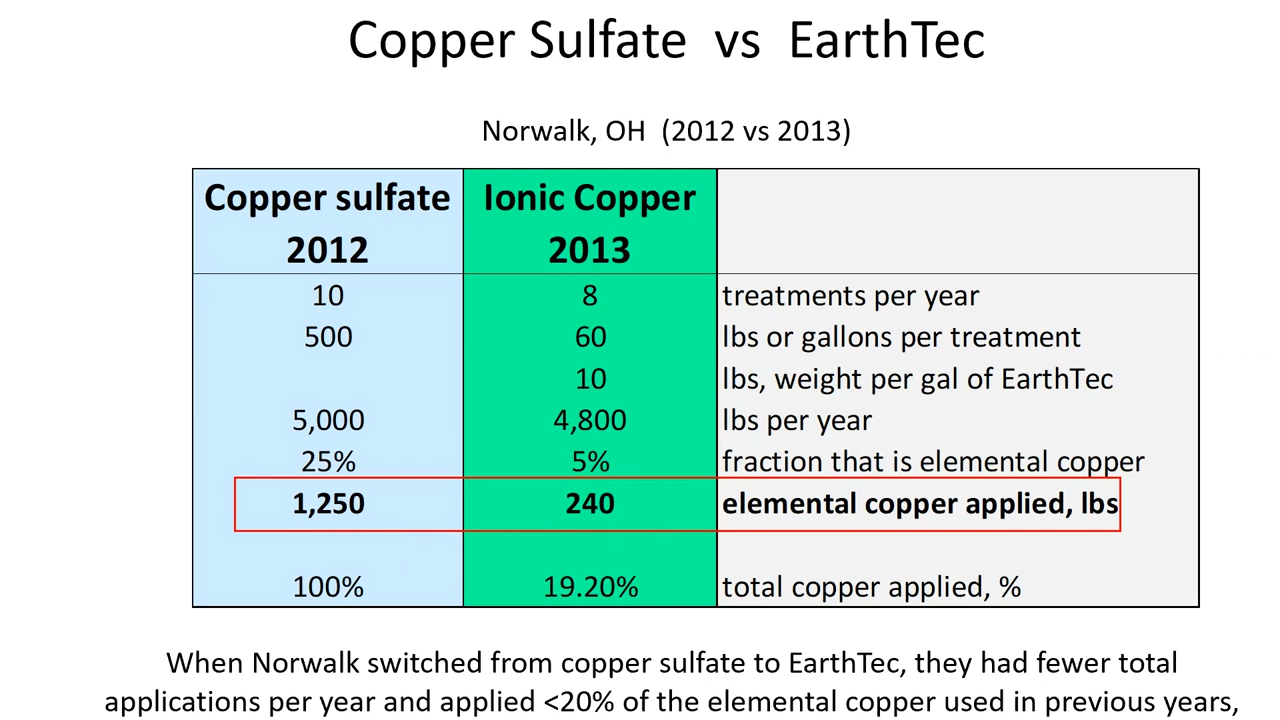 Copper Sulfate vs EarthTec
Norwalk, OH (2012 vs 2013)
Copper sulfate Ionic Copper
2012 2013
10 8 treatments per year
500 60 lbs or gallons per treatment
10 lbs, weight per gal of EarthTec
5,000 4,800 lbs per year
25% 5% fraction that is elemental copper
1,250 240 elemental copper applied, lbs
100% 19.20% total copper applied, %
When Norwalk switched from copper sulfate to EarthTec, they had fewer total
applications per year and applied <20% of the elemental copper used in previous years,